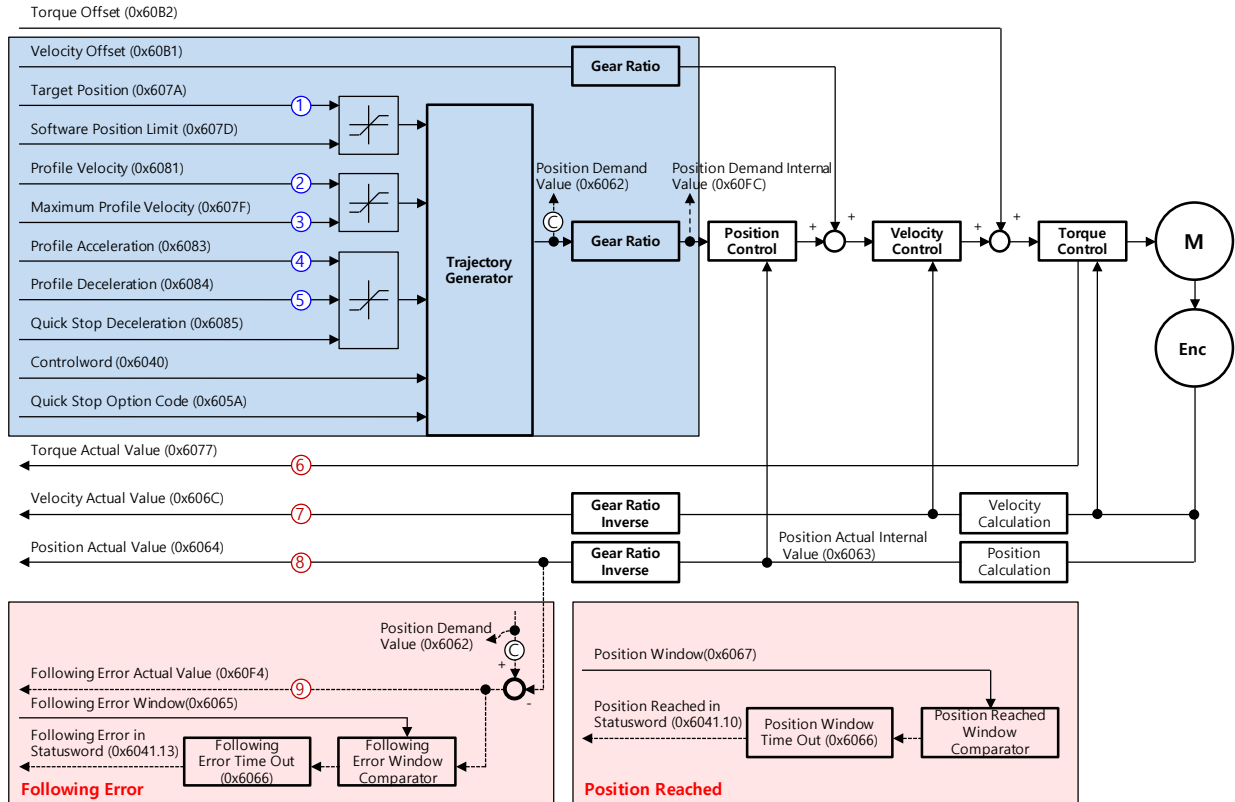 Torque Offset (0x60B2)
Velocity Offset (0x60B1)
Gear Ratio
Target Position (0x607A)
1
Software Position Limit (0x607D)
Profile Velocity (0x6081)
2
Maximum Profile Velocity (0x607F)
3
Profile Acceleration (0x6083)
4
Profile Deceleration (0x6084)
5
Quick Stop Deceleration (0x6085)
Controlword (0x6040)
Quick Stop Option Code (0x605A)
Trajectory
Generator
Position Demand
Value (0x6062)
C
Gear Ratio
Position Demand Internal
Value (0x60FC)
Position
Control
+
+
Velocity
Control
+
+
Torque
Control
M
Enc
Torque Actual Value (0x6077)
6
Velocity Actual Value (0x606C)
7
Gear Ratio
Inverse
Velocity
Calculation
Position Actual Value (0x6064)
8
Gear Ratio
Inverse
Position Actual Internal
Value (0x6063)
Position
Calculation
Position Demand
Value (0x6062)
C
+
-
Following Error Actual Value (0x60F4)
9
Following Error Window(0x6065)
Following Error in
Statusword (0x6041.13)
Following
Error Time Out
(0x6066)
Following
Error Window
Comparator
Following Error
Position Window(0x6067)
Position Reached in
Statusword (0x6041.10)
Position Window
Time Out (0x6066)
Position Reached
Window
Comparator
Position Reached